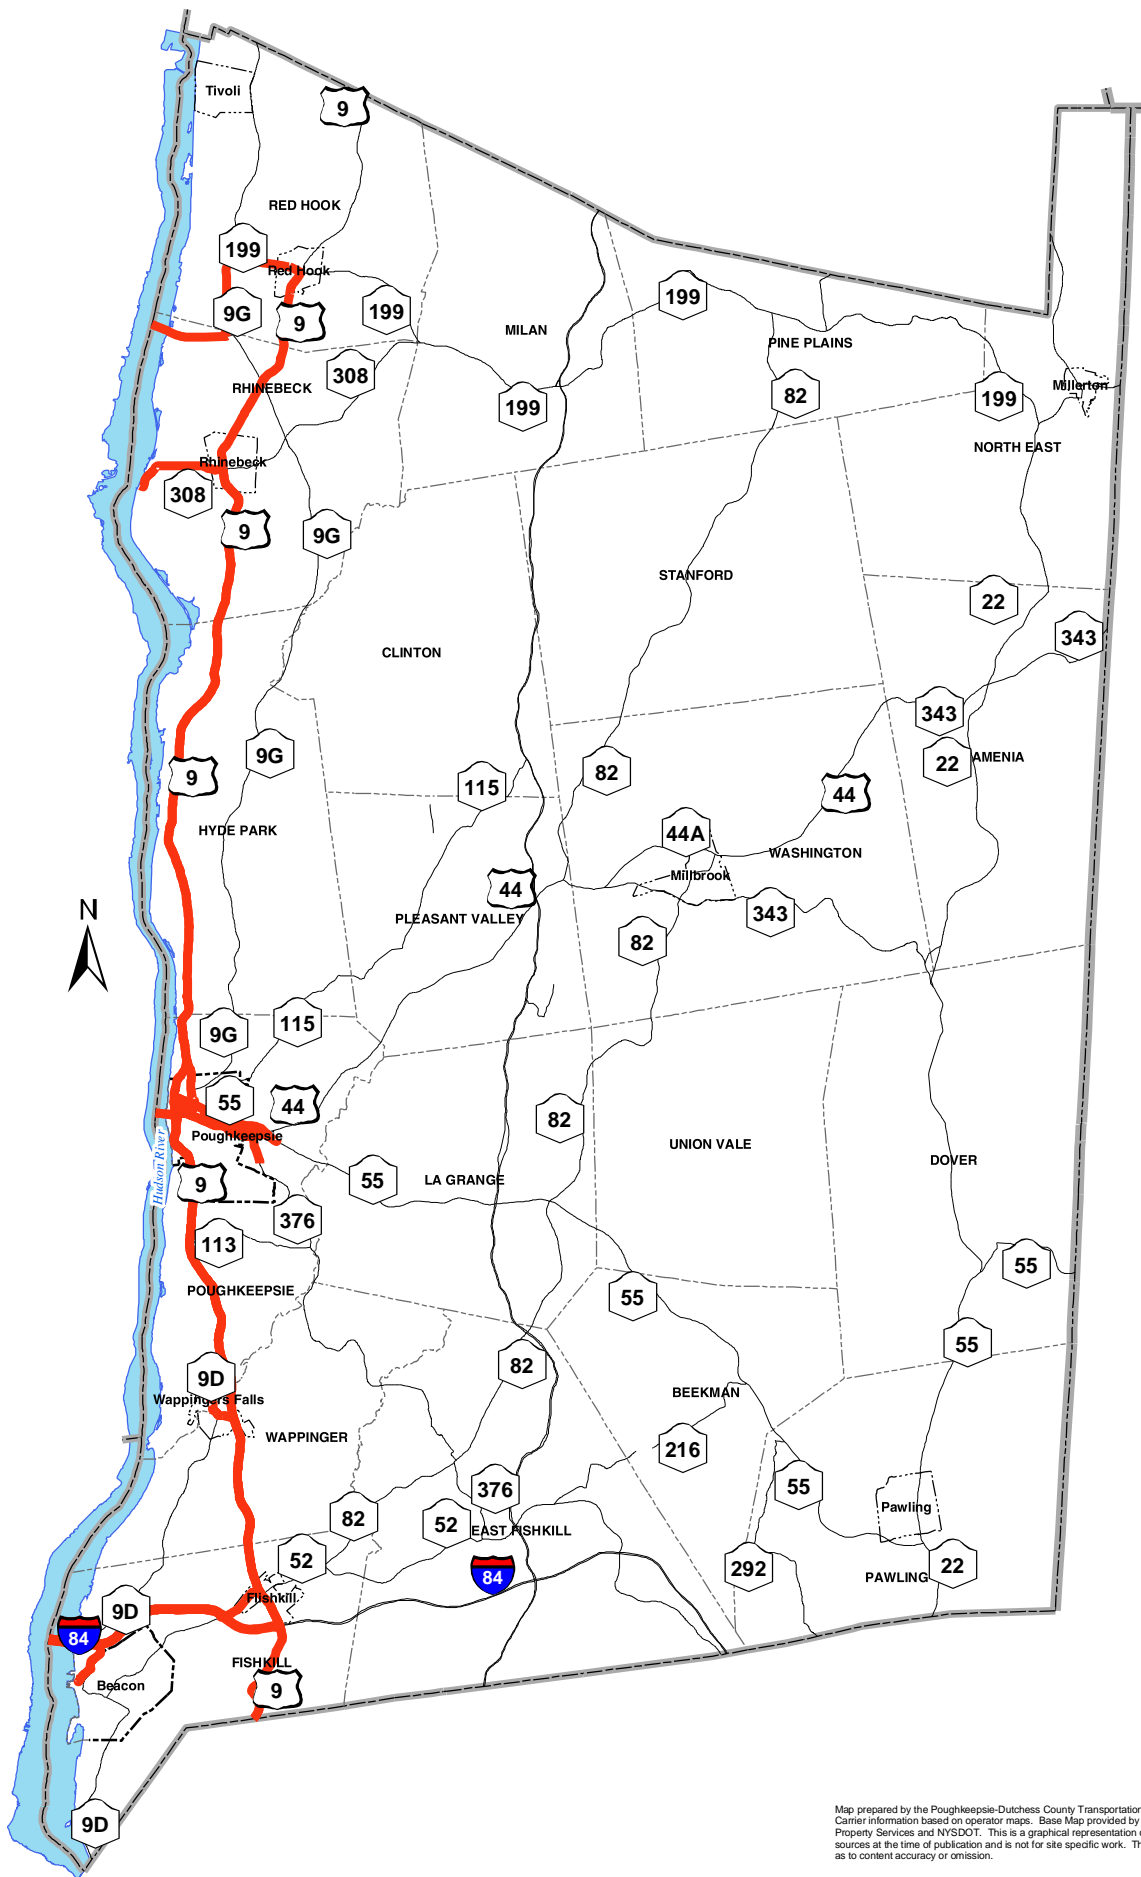 Tivoli
9
RED HOOK
199
Red Hook
9G
9
199
199
MILAN
PINE PLAINS
308
RHINEBECK
82
199
199
Millerton
NORTH EAST
Rhinebeck
308
9
9G
STANFORD
22
343
CLINTON
343
9G
9
115
82
22
AMENIA
44
HYDE PARK
44A
WASHINGTON
Millbrook
44
N
PLEASANT VALLEY
343
82
9G
115
55
44
82
Poughkeepsie
UNION VALE
DOVER
Hudson River
9
55
LA GRANGE
376
113
55
POUGHKEEPSIE
55
55
9D
82
Wappingers Falls
BEEKMAN
WAPPINGER
216
376
55
Pawling
82
52
EAST FISHKILL
52
84
292
PAWLING
22
Fiishkill
9D
84
FISHKILL
Beacon
9
9D
Map prepared by the Poughkeepsie-Dutchess County Transportation
Carrier information based on operator maps.  Base Map provided by
Property Services and NYSDOT.  This is a graphical representation
sources at the time of publication and is not for site specific work.
as to content accuracy or omission.